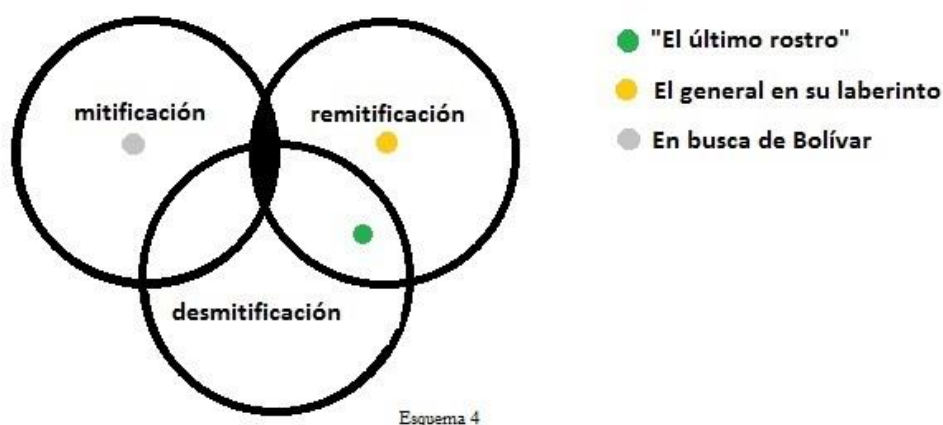 mitificación
remitificación
desmitificación
"El último rostro"
El general en su laberinto
En busca de Bolívar
Esquema 4